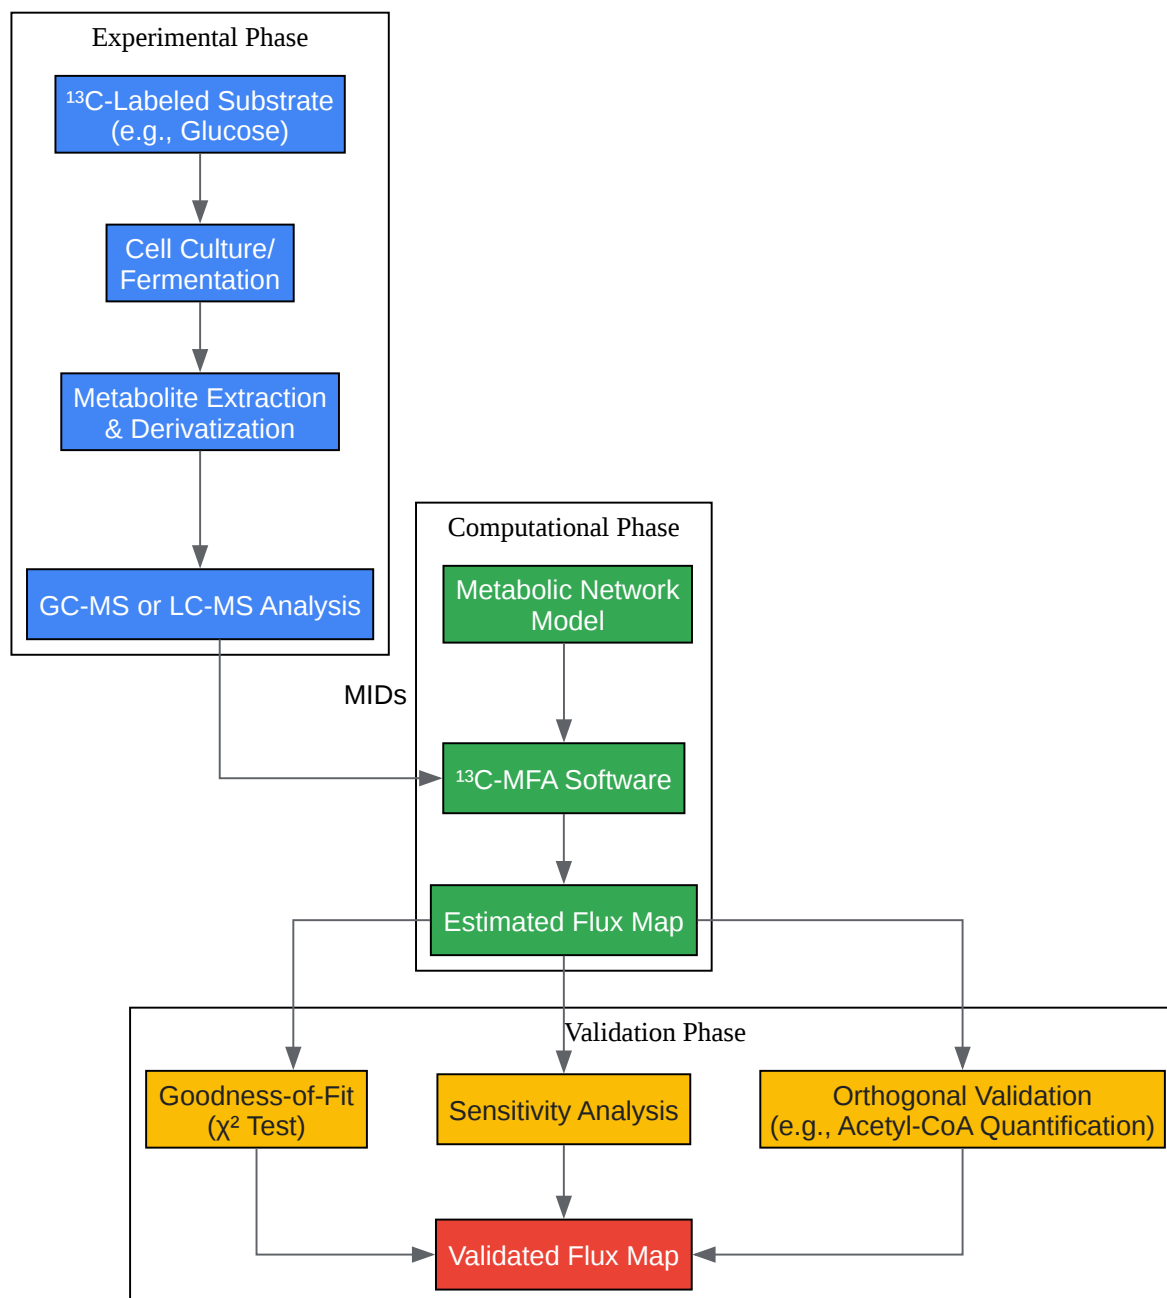 Experimental Phase
¹³C-Labeled Substrate
(e.g., Glucose)
Cell Culture/
Fermentation
Metabolite Extraction
& Derivatization
GC-MS or LC-MS Analysis
Computational Phase
Metabolic Network
Model
MIDs
¹³C-MFA Software
Estimated Flux Map
Validation Phase
Goodness-of-Fit
(χ² Test)
Sensitivity Analysis
Orthogonal Validation
(e.g., Acetyl-CoA Quantification)
Validated Flux Map